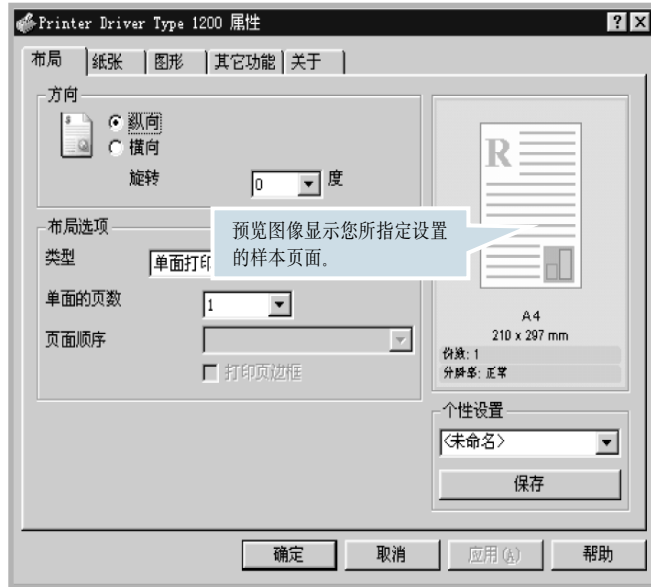 Printer Driver Type 1200 属性
布局 纸张 图形 其它功能 关于
方向
纵向
横向
旋转 0 度
布局选项
类型 单面打印
预览图像显示您所指定设置
的样本页面。
单面的页数 1
页面顺序
打印页边框
R
A4
210 x 297 mm
份数: 1
分辨率: 正常
个性设置
<未命名>
保存
确定 取消 应用(A) 帮助